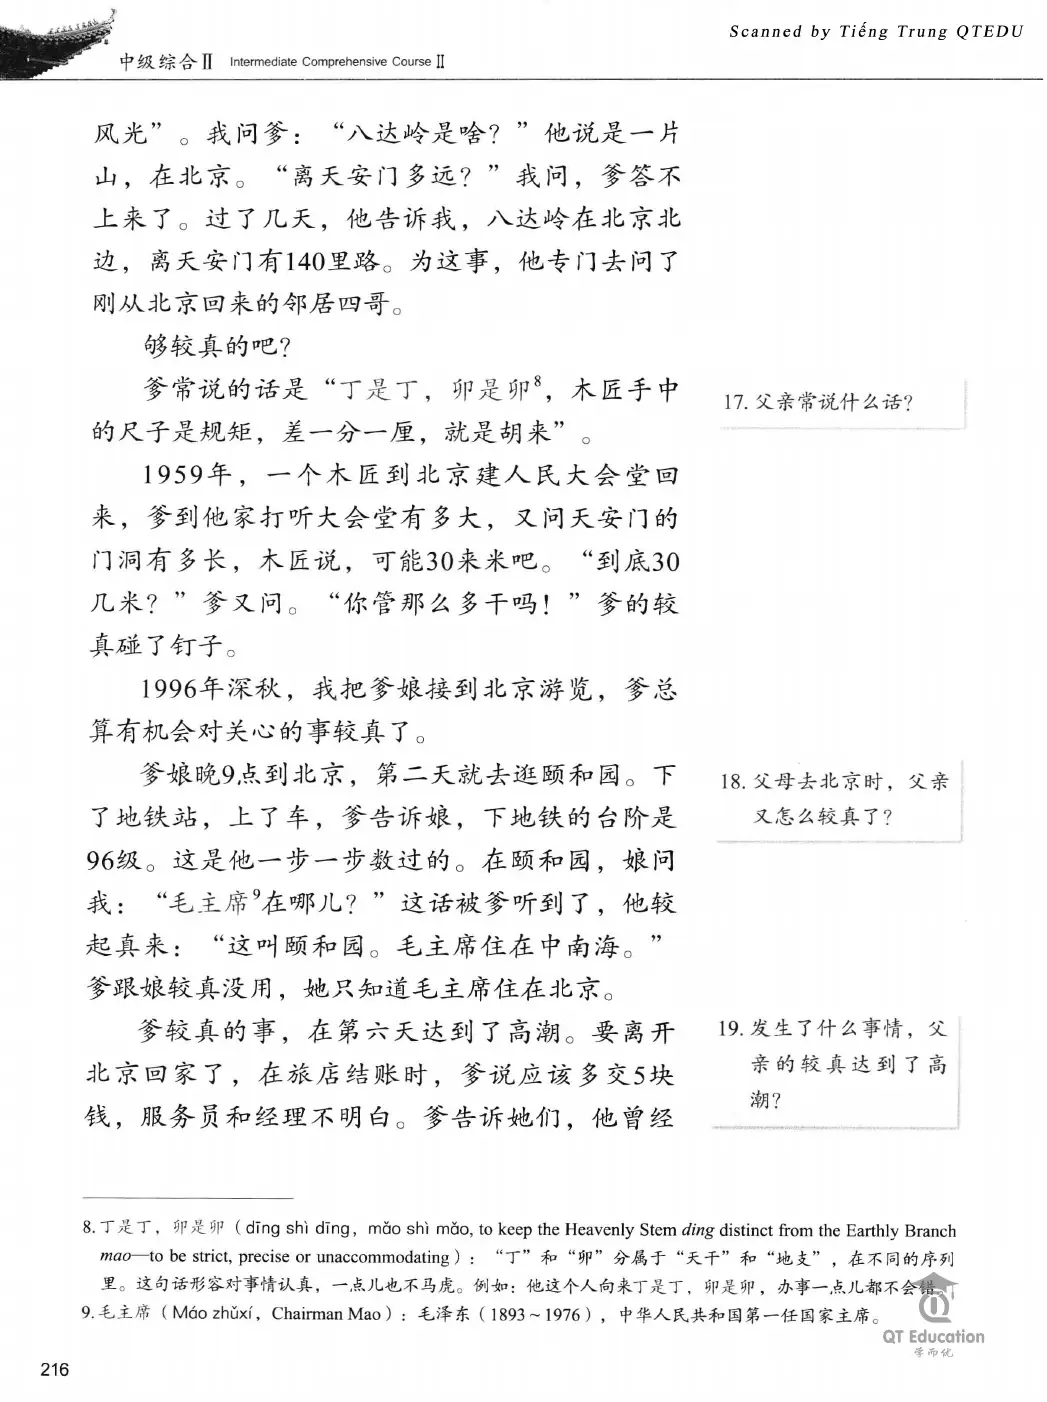 Scanned by Tiếng Trung QTEDU
中级综合Ⅱ Intermediate Comprehensive Course Ⅱ
风光”。我问爹：“八达岭是啥？”他说是一片
山，在北京。“离天安门多远？”我问，爹答不
上来了。过了几天，他告诉我，八达岭在北京北
边，离天安门有140里路。为这事，他专门去问了
刚从北京回来的邻居四哥。
够较真的吧？
爹常说的话是“丁是丁，卯是卯⁸，木匠手中
的尺子是规矩，差一分一厘，就是胡来”。
17. 父亲常说什么话？
1959年，一个木匠到北京建人民大会堂回
来，爹到他家打听大会堂有多大，又问天安门的
门洞有多长，木匠说，可能30来米吧。“到底30
几米？”爹又问。“你管那么多干吗！”爹的较
真碰了钉子。
1996年深秋，我把爹娘接到北京游览，爹总
算有机会对关心的事较真了。
爹娘晚9点到北京，第二天就去逛颐和园。下
了地铁站，上了车，爹告诉娘，下地铁的台阶是
96级。这是他一步一步数过的。在颐和园，娘问
我：“毛主席⁹在哪儿？”这话被爹听到了，他较
起真来：“这叫颐和园。毛主席住在中南海。”
爹跟娘较真没用，她只知道毛主席住在北京。
18. 父母去北京时，父亲
又怎么较真了？
爹较真的事，在第六天达到了高潮。要离开
北京回家了，在旅店结账时，爹说应该多交5块
钱，服务员和经理不明白。爹告诉她们，他曾经
19. 发生了什么事情，父
亲的较真达到了高
潮？
8. 丁是丁，卯是卯（dīng shì dīng，mǎo shì mǎo, to keep the Heavenly Stem ding distinct from the Earthly Branch
mao—to be strict, precise or unaccommodating）：“丁”和“卯”分属于“天干”和“地支”，在不同的序列
里。这句话形容对事情认真，一点儿也不马虎。例如：他这个人向来丁是丁，卯是卯，办事一点儿都不会错。
9. 毛主席（Máo zhǔxí，Chairman Mao）：毛泽东（1893～1976），中华人民共和国第一任国家主席。
QT Education
学而优
216